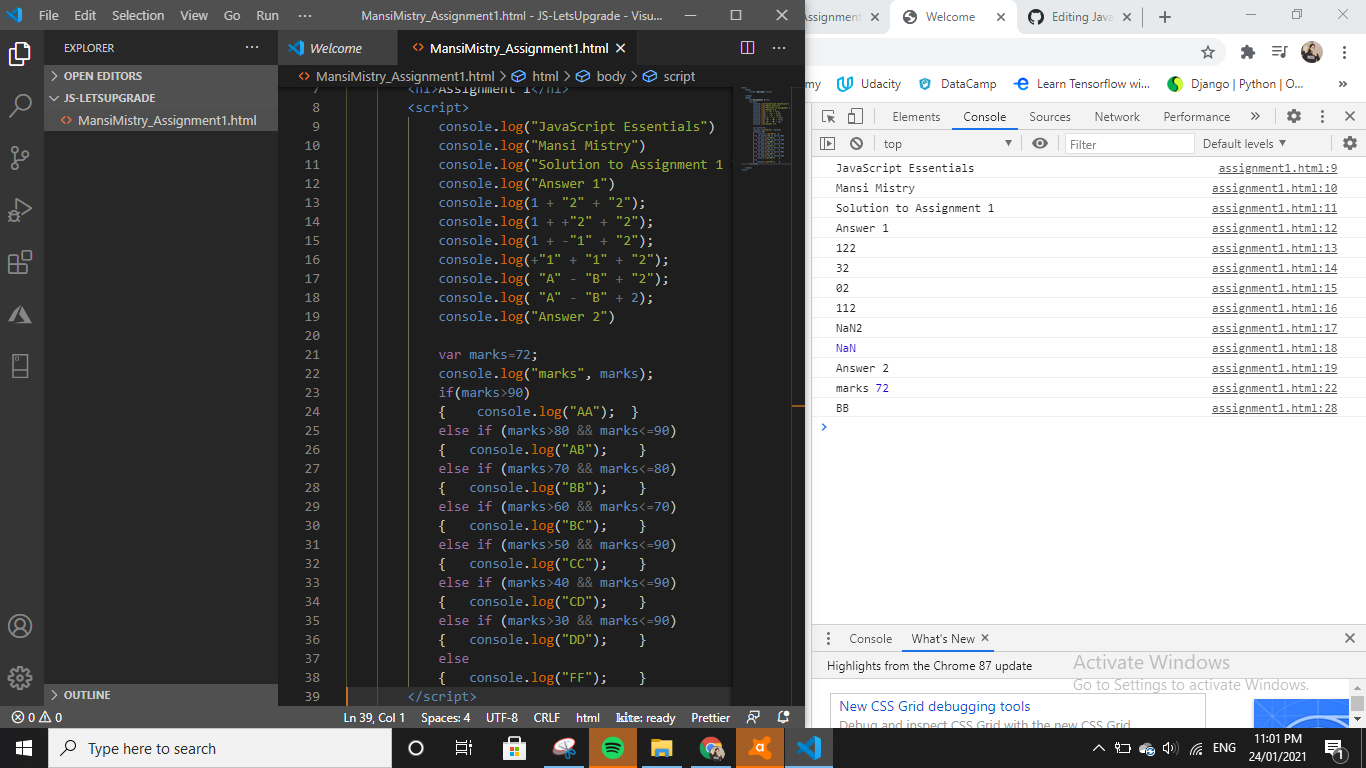 File Edit Selection View Go Run ··· MansiMistry_Assignment1.html - JS-LetsUpgrade - Visu...
EXPLORER ···
OPEN EDITORS
JS-LETSUPGRADE
<> MansiMistry_Assignment1.html
OUTLINE
Welcome <> MansiMistry_Assignment1.html ×
<> MansiMistry_Assignment1.html > html > body > script
7 <h1>Assignment 1</h1>
8 <script>
9 console.log("JavaScript Essentials")
10 console.log("Mansi Mistry")
11 console.log("Solution to Assignment 1
12 console.log("Answer 1")
13 console.log(1 + "2" + "2");
14 console.log(1 + +"2" + "2");
15 console.log(1 + -"1" + "2");
16 console.log(+"1" + "1" + "2");
17 console.log( "A" - "B" + "2");
18 console.log( "A" - "B" + 2);
19 console.log("Answer 2")
20
21 var marks=72;
22 console.log("marks", marks);
23 if(marks>90)
24 { console.log("AA"); }
25 else if (marks>80 && marks<=90)
26 { console.log("AB"); }
27 else if (marks>70 && marks<=80)
28 { console.log("BB"); }
29 else if (marks>60 && marks<=70)
30 { console.log("BC"); }
31 else if (marks>50 && marks<=90)
32 { console.log("CC"); }
33 else if (marks>40 && marks<=90)
34 { console.log("CD"); }
35 else if (marks>30 && marks<=90)
36 { console.log("DD"); }
37 else
38 { console.log("FF"); }
39 </script>
0 0 Ln 39, Col 1 Spaces: 4 UTF-8 CRLF html kite: ready Prettier
Assignment × Welcome × Editing Java × +
my Udacity DataCamp Learn Tensorflow wi... Django | Python | O... »
Elements Console Sources Network Performance »
top Filter Default levels
JavaScript Essentials assignment1.html:9
Mansi Mistry assignment1.html:10
Solution to Assignment 1 assignment1.html:11
Answer 1 assignment1.html:12
122 assignment1.html:13
32 assignment1.html:14
02 assignment1.html:15
112 assignment1.html:16
NaN2 assignment1.html:17
NaN assignment1.html:18
Answer 2 assignment1.html:19
marks 72 assignment1.html:22
BB assignment1.html:28
Console What's New ×
Highlights from the Chrome 87 update
Activate Windows
Go to Settings to activate Windows.
New CSS Grid debugging tools
Debug and inspect CSS Grid with the new CSS Grid
Type here to search
ENG 11:01 PM
24/01/2021
1